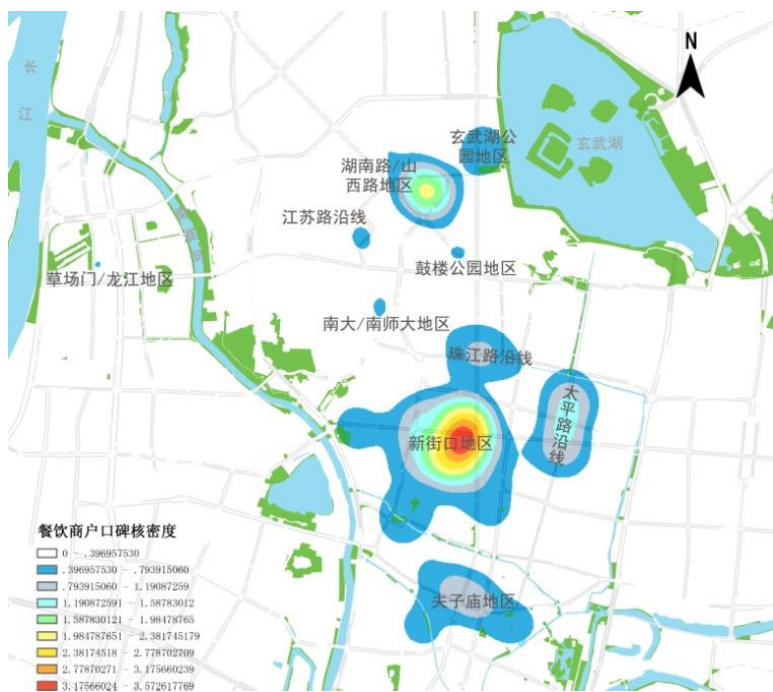 长江
N
玄武湖公
园地区
玄武湖
湖南路/山
西路地区
江苏路沿线
鼓楼公园地区
草场门/龙江地区
南大/南师大地区
珠江路沿线
太平路沿线
新街口地区
夫子庙地区
餐饮商户口碑核密度
0 - .396957530
.396957530 - .793915060
.793915060 - 1.19087259
1.190872591 - 1.58783012
1.587830121 - 1.98478765
1.984787651 - 2.381745179
2.38174518 - 2.778702709
2.77870271 - 3.175660239
3.17566024 - 3.572617769